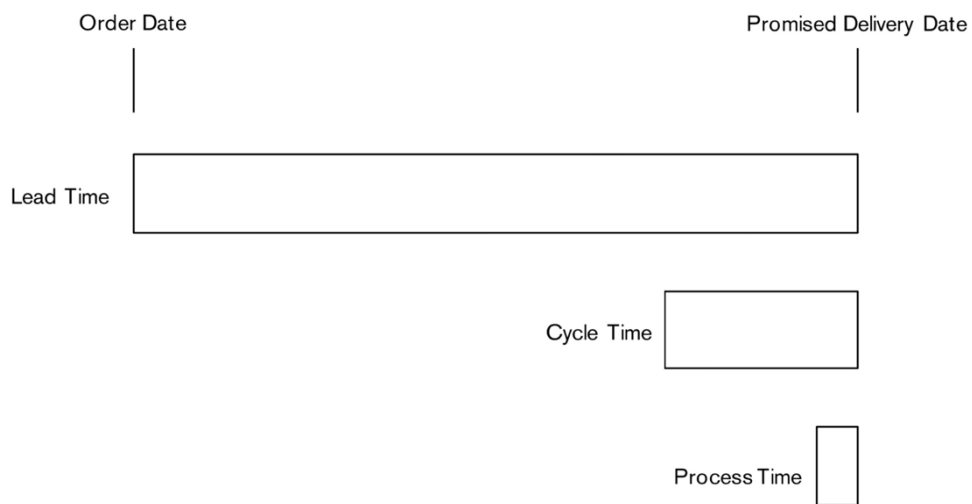 Order Date
Promised Delivery Date
Lead Time
Cycle Time
Process Time